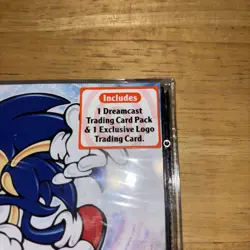 Includes
1 Dreamcast
Trading Card Pack
& 1 Exclusive Logo
Trading Card.